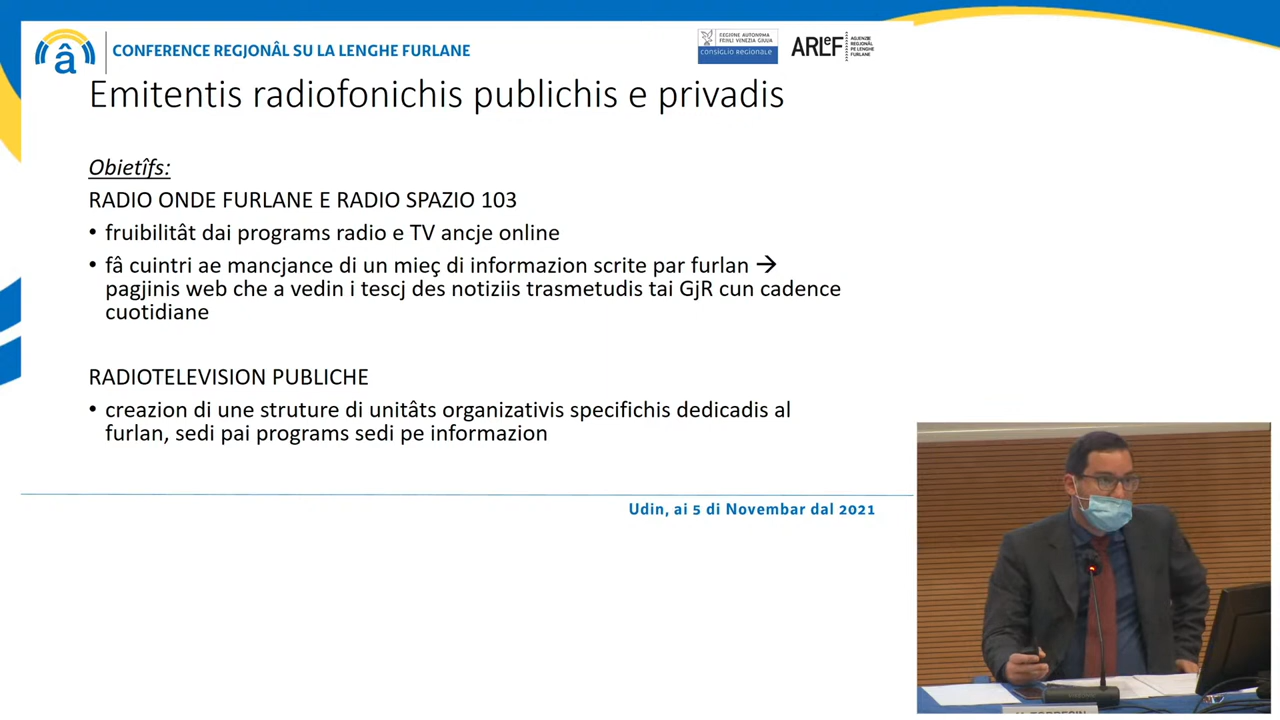 CONFERENCE REGJONÂL SU LA LENGHE FURLANE
REGIONE AUTONOMA
FRIULI VENEZIA GIULIA
CONSIGLIO REGIONALE
ARLeF
AGJENZIE
REGJONÂL
PE LENGHE
FURLANE
â
Emitentis radiofonichis publichis e privadis
Obietîfs:
RADIO ONDE FURLANE E RADIO SPAZIO 103
• fruibilitât dai programs radio e TV ancje online
• fâ cuintri ae mancjance di un mieç di informazion scrite par furlan →
pagjinis web che a vedin i tescj des notiziis trasmetudis tai GjR cun cadence
cuotidiane
RADIOTELEVISION PUBLICHE
• creazion di une struture di unitâts organizativis specifichis dedicadis al
furlan, sedi pai programs sedi pe informazion
Udin, ai 5 di Novembar dal 2021